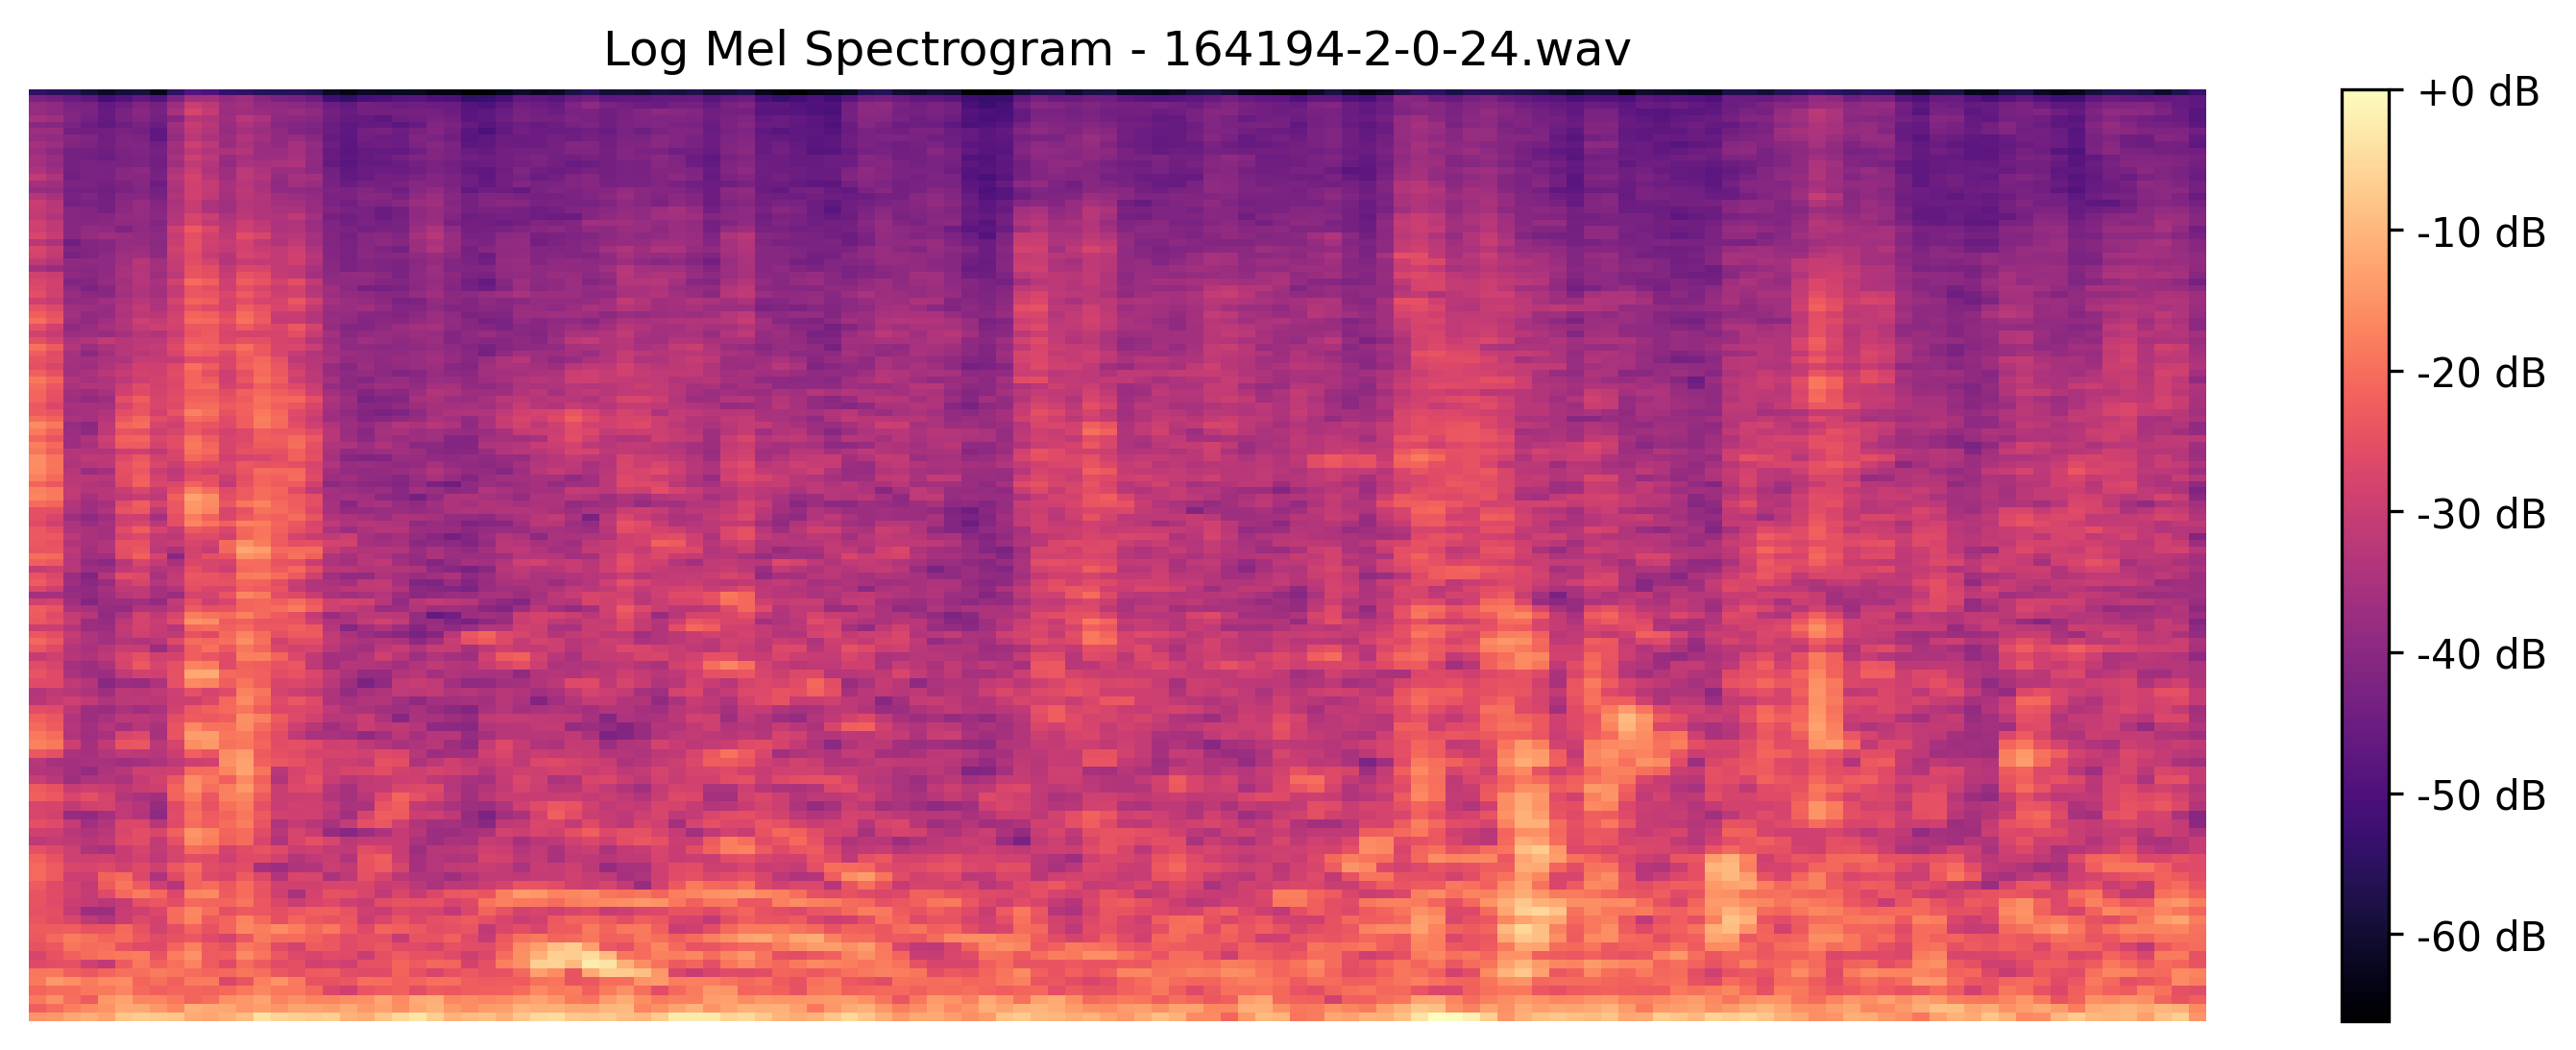 Log Mel Spectrogram - 164194-2-0-24.wav
+0 dB
-10 dB
-20 dB
-30 dB
-40 dB
-50 dB
-60 dB